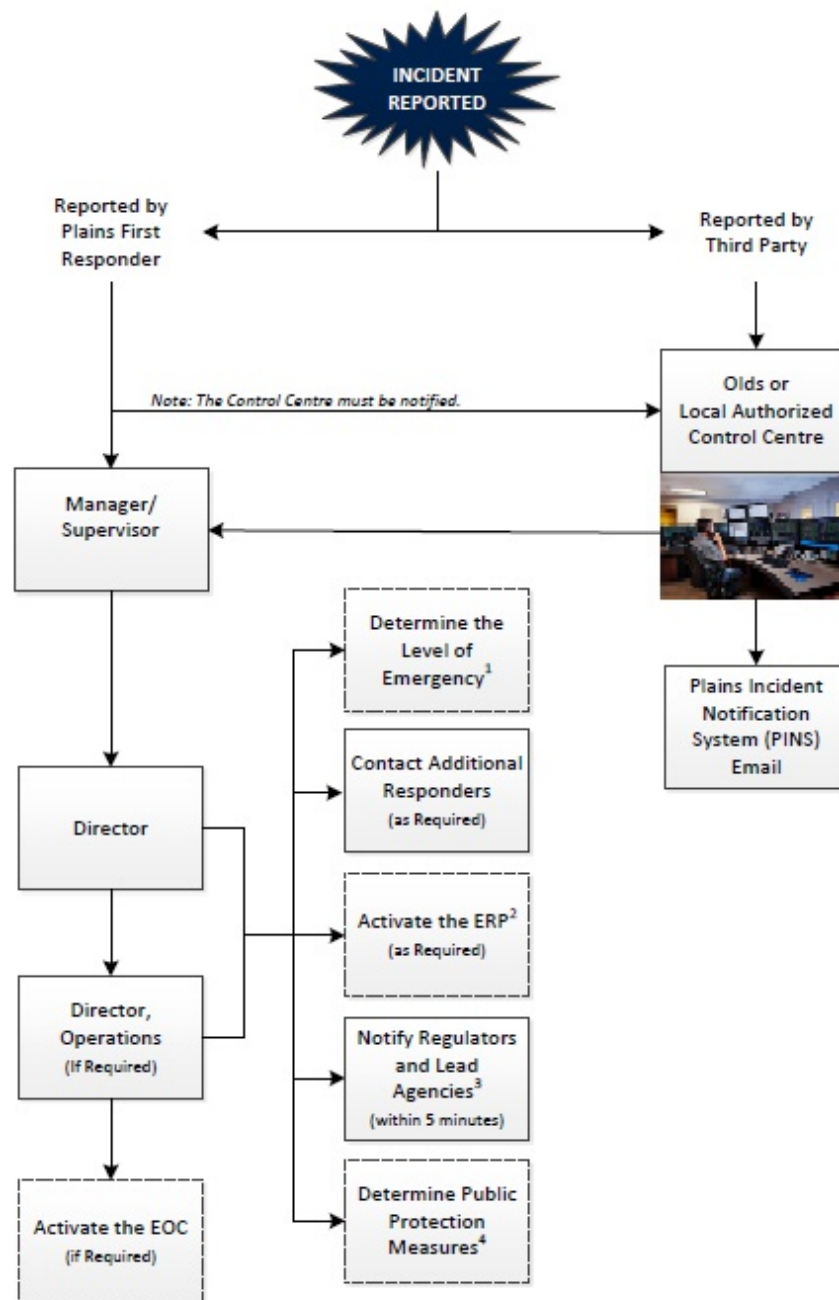 INCIDENT
REPORTED
Reported by
Plains First
Responder
Reported by
Third Party
Note: The Control Centre must be notified.
Olds or
Local Authorized
Control Centre
Manager/
Supervisor
Determine the
Level of
Emergency1
Plains Incident
Notification
System (PINS)
Email
Contact Additional
Responders
(as Required)
Director
Activate the ERP2
(as Required)
Director,
Operations
(If Required)
Notify Regulators
and Lead
Agencies3
(within 5 minutes)
Determine Public
Protection
Measures4
Activate the EOC
(if Required)